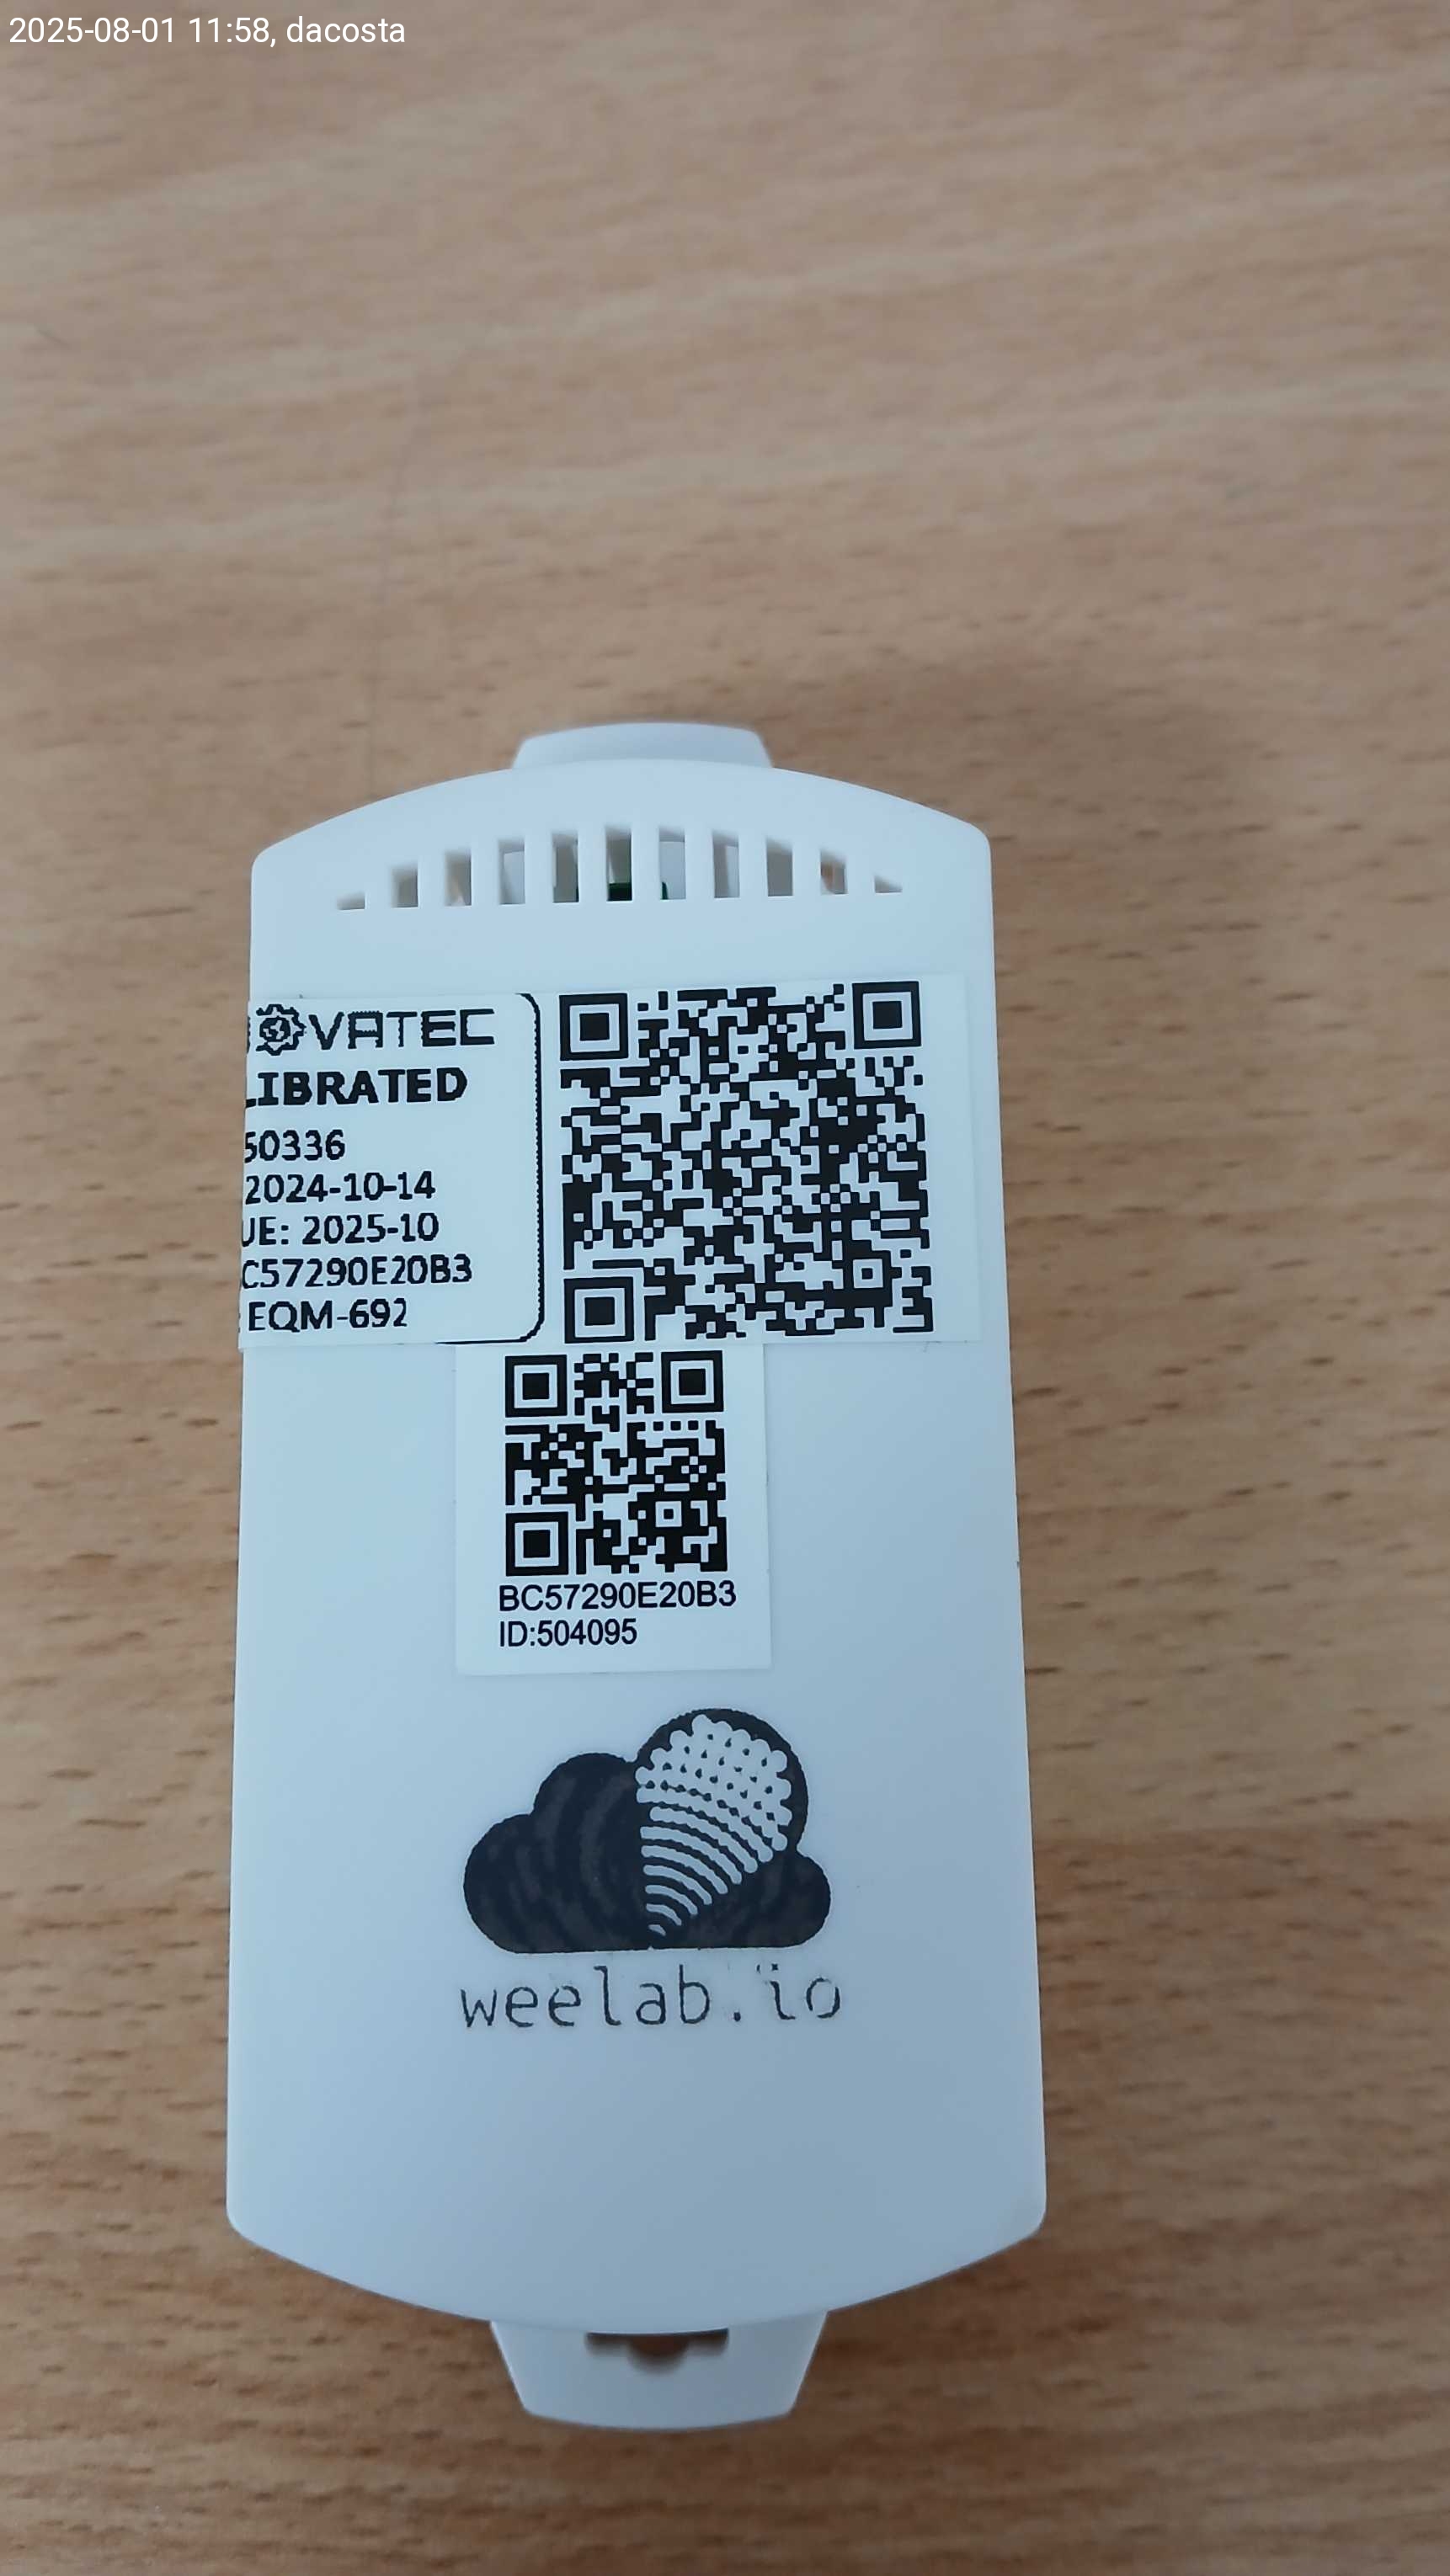 2025-08-01 11:58, dacosta
OVATEC
LIBRATED
50336
2024-10-14
UE: 2025-10
C57290E20B3
EQM-692
BC57290E20B3
ID:504095
weelab.io